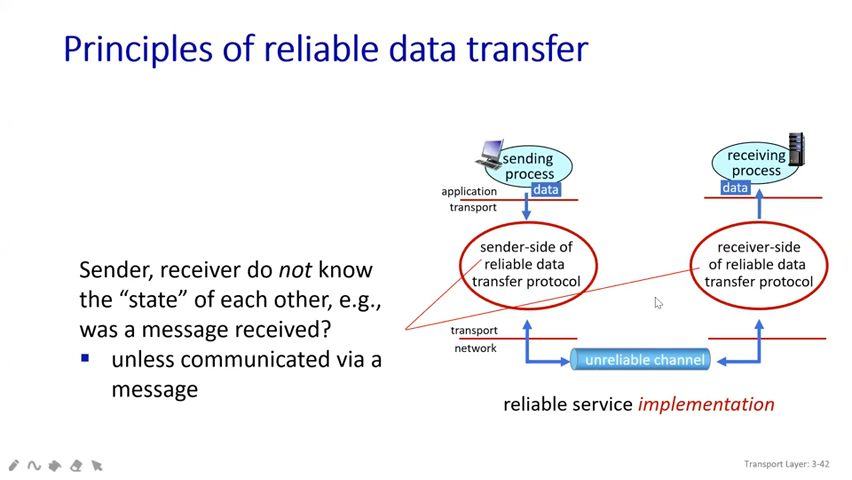 Principles of reliable data transfer
Sender, receiver do not know
the “state” of each other, e.g.,
was a message received?
▪ unless communicated via a
message
sending
process
data
application
transport
sender-side of
reliable data
transfer protocol
transport
network
receiving
process
data
receiver-side
of reliable data
transfer protocol
unreliable channel
reliable service implementation
Transport Layer: 3-42